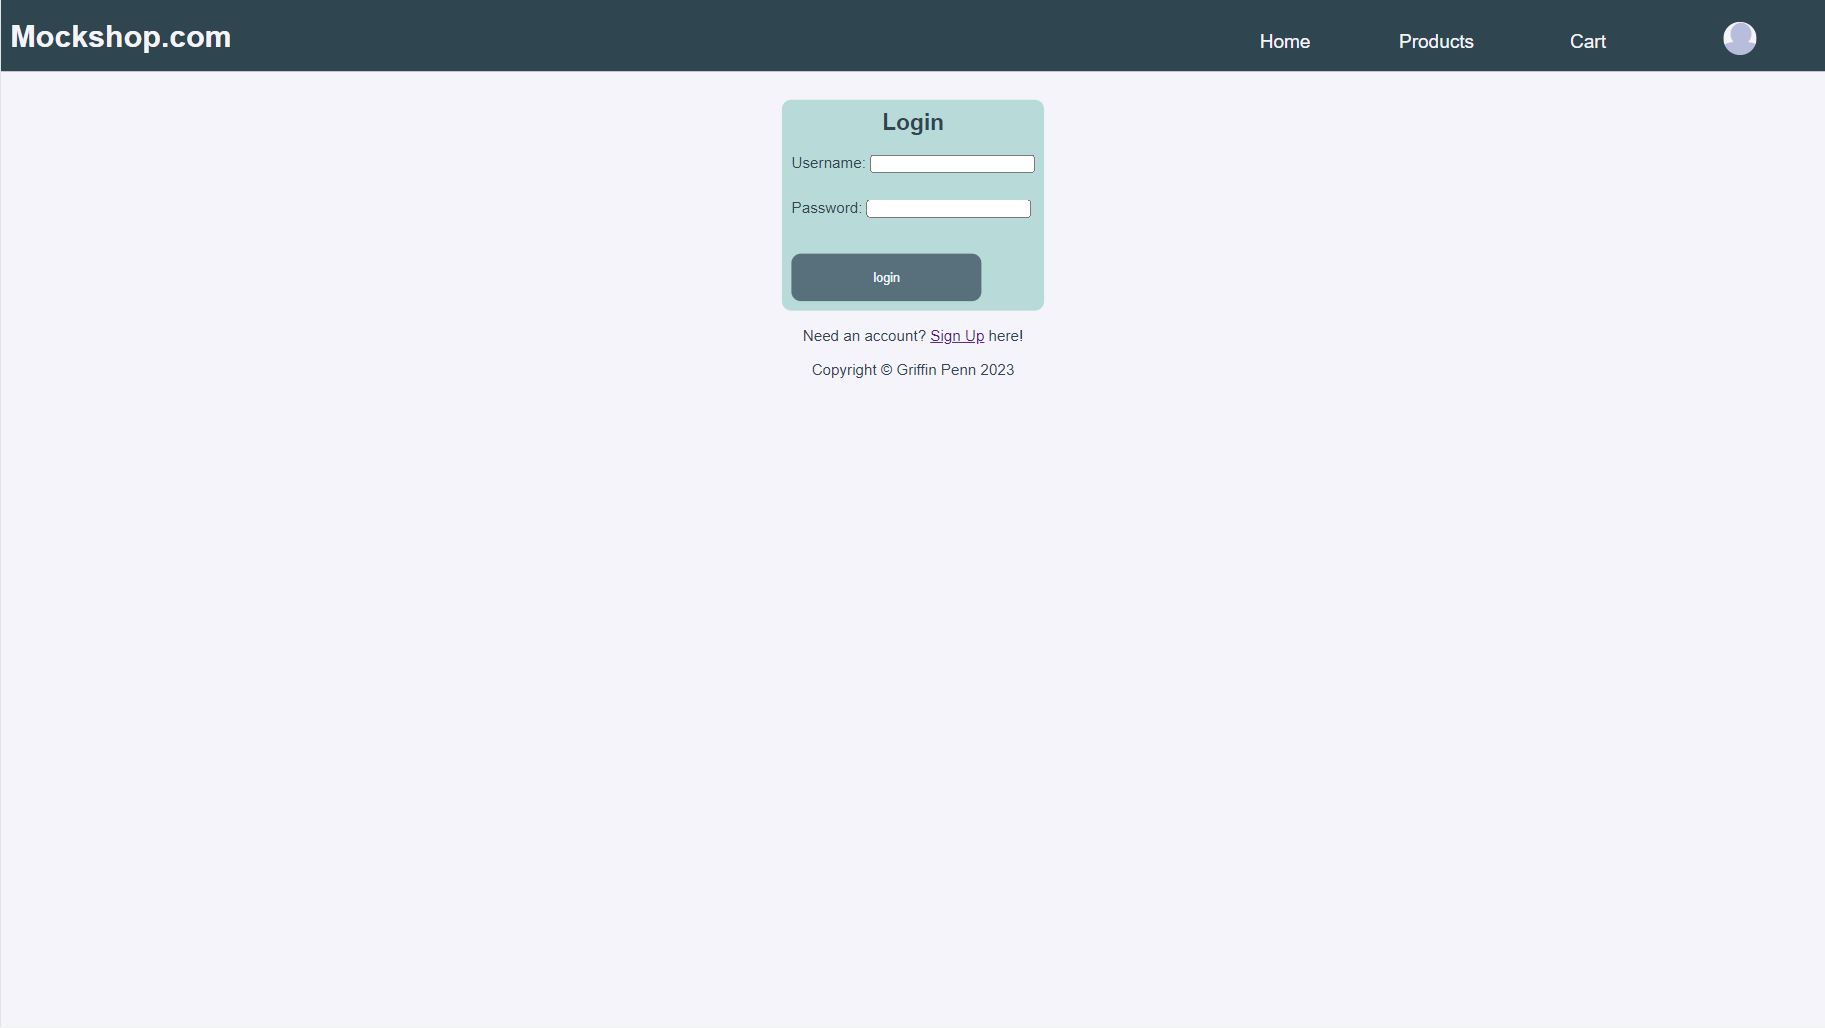 Mockshop.com
Home Products Cart
Login
Username:
Password:
login
Need an account? Sign Up here!
Copyright © Griffin Penn 2023